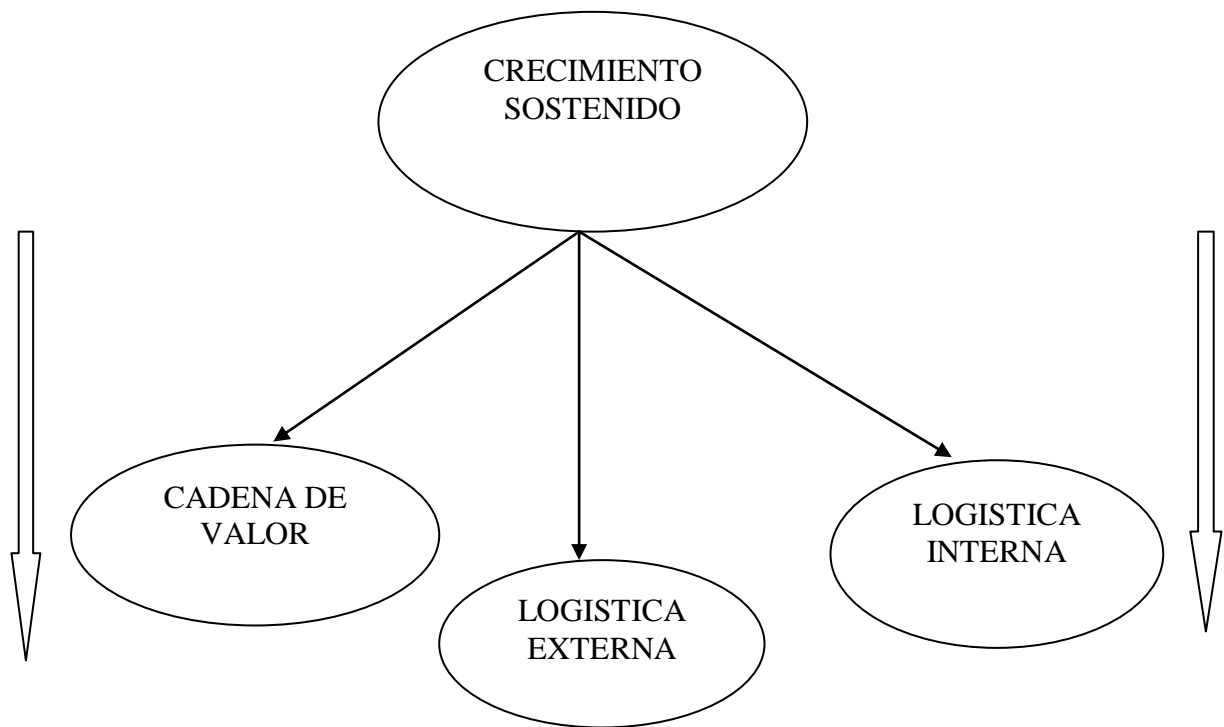 CRECIMIENTO
SOSTENIDO
CADENA DE
VALOR
LOGISTICA
INTERNA
LOGISTICA
EXTERNA